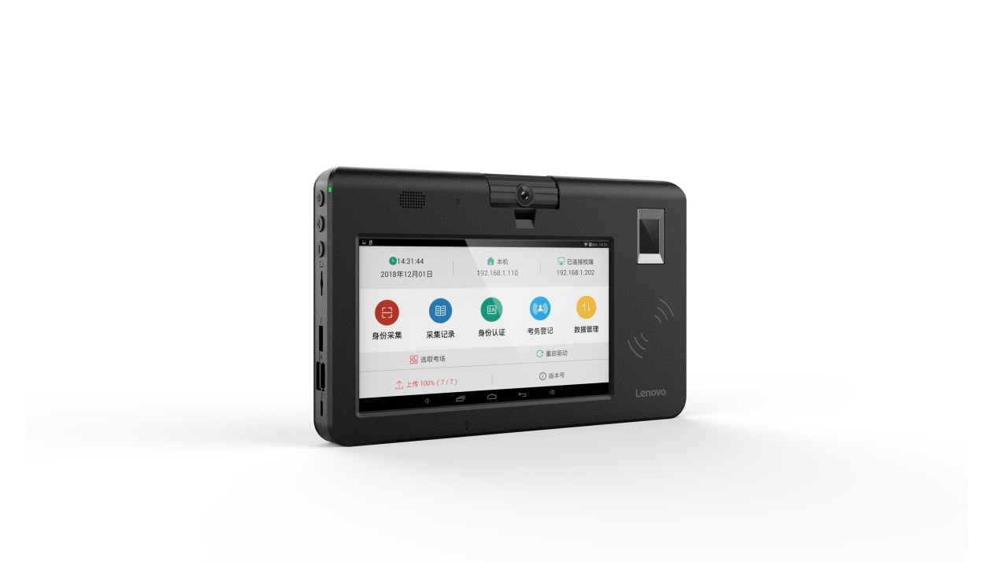 14:31
14:31:44
2018年12月01日
本机
192.168.1.110
已连接校端
192.168.1.202
身份采集
采集记录
身份认证
考务登记
数据管理
选取考场
重启驱动
上传 100% ( 7 / 7 )
版本号
Lenovo